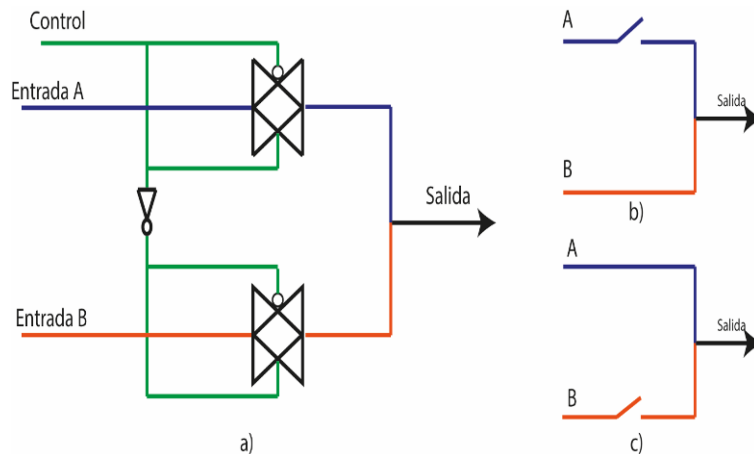 Control
Entrada A
Salida
Entrada B
a)
A
Salida
B
b)
A
Salida
B
c)